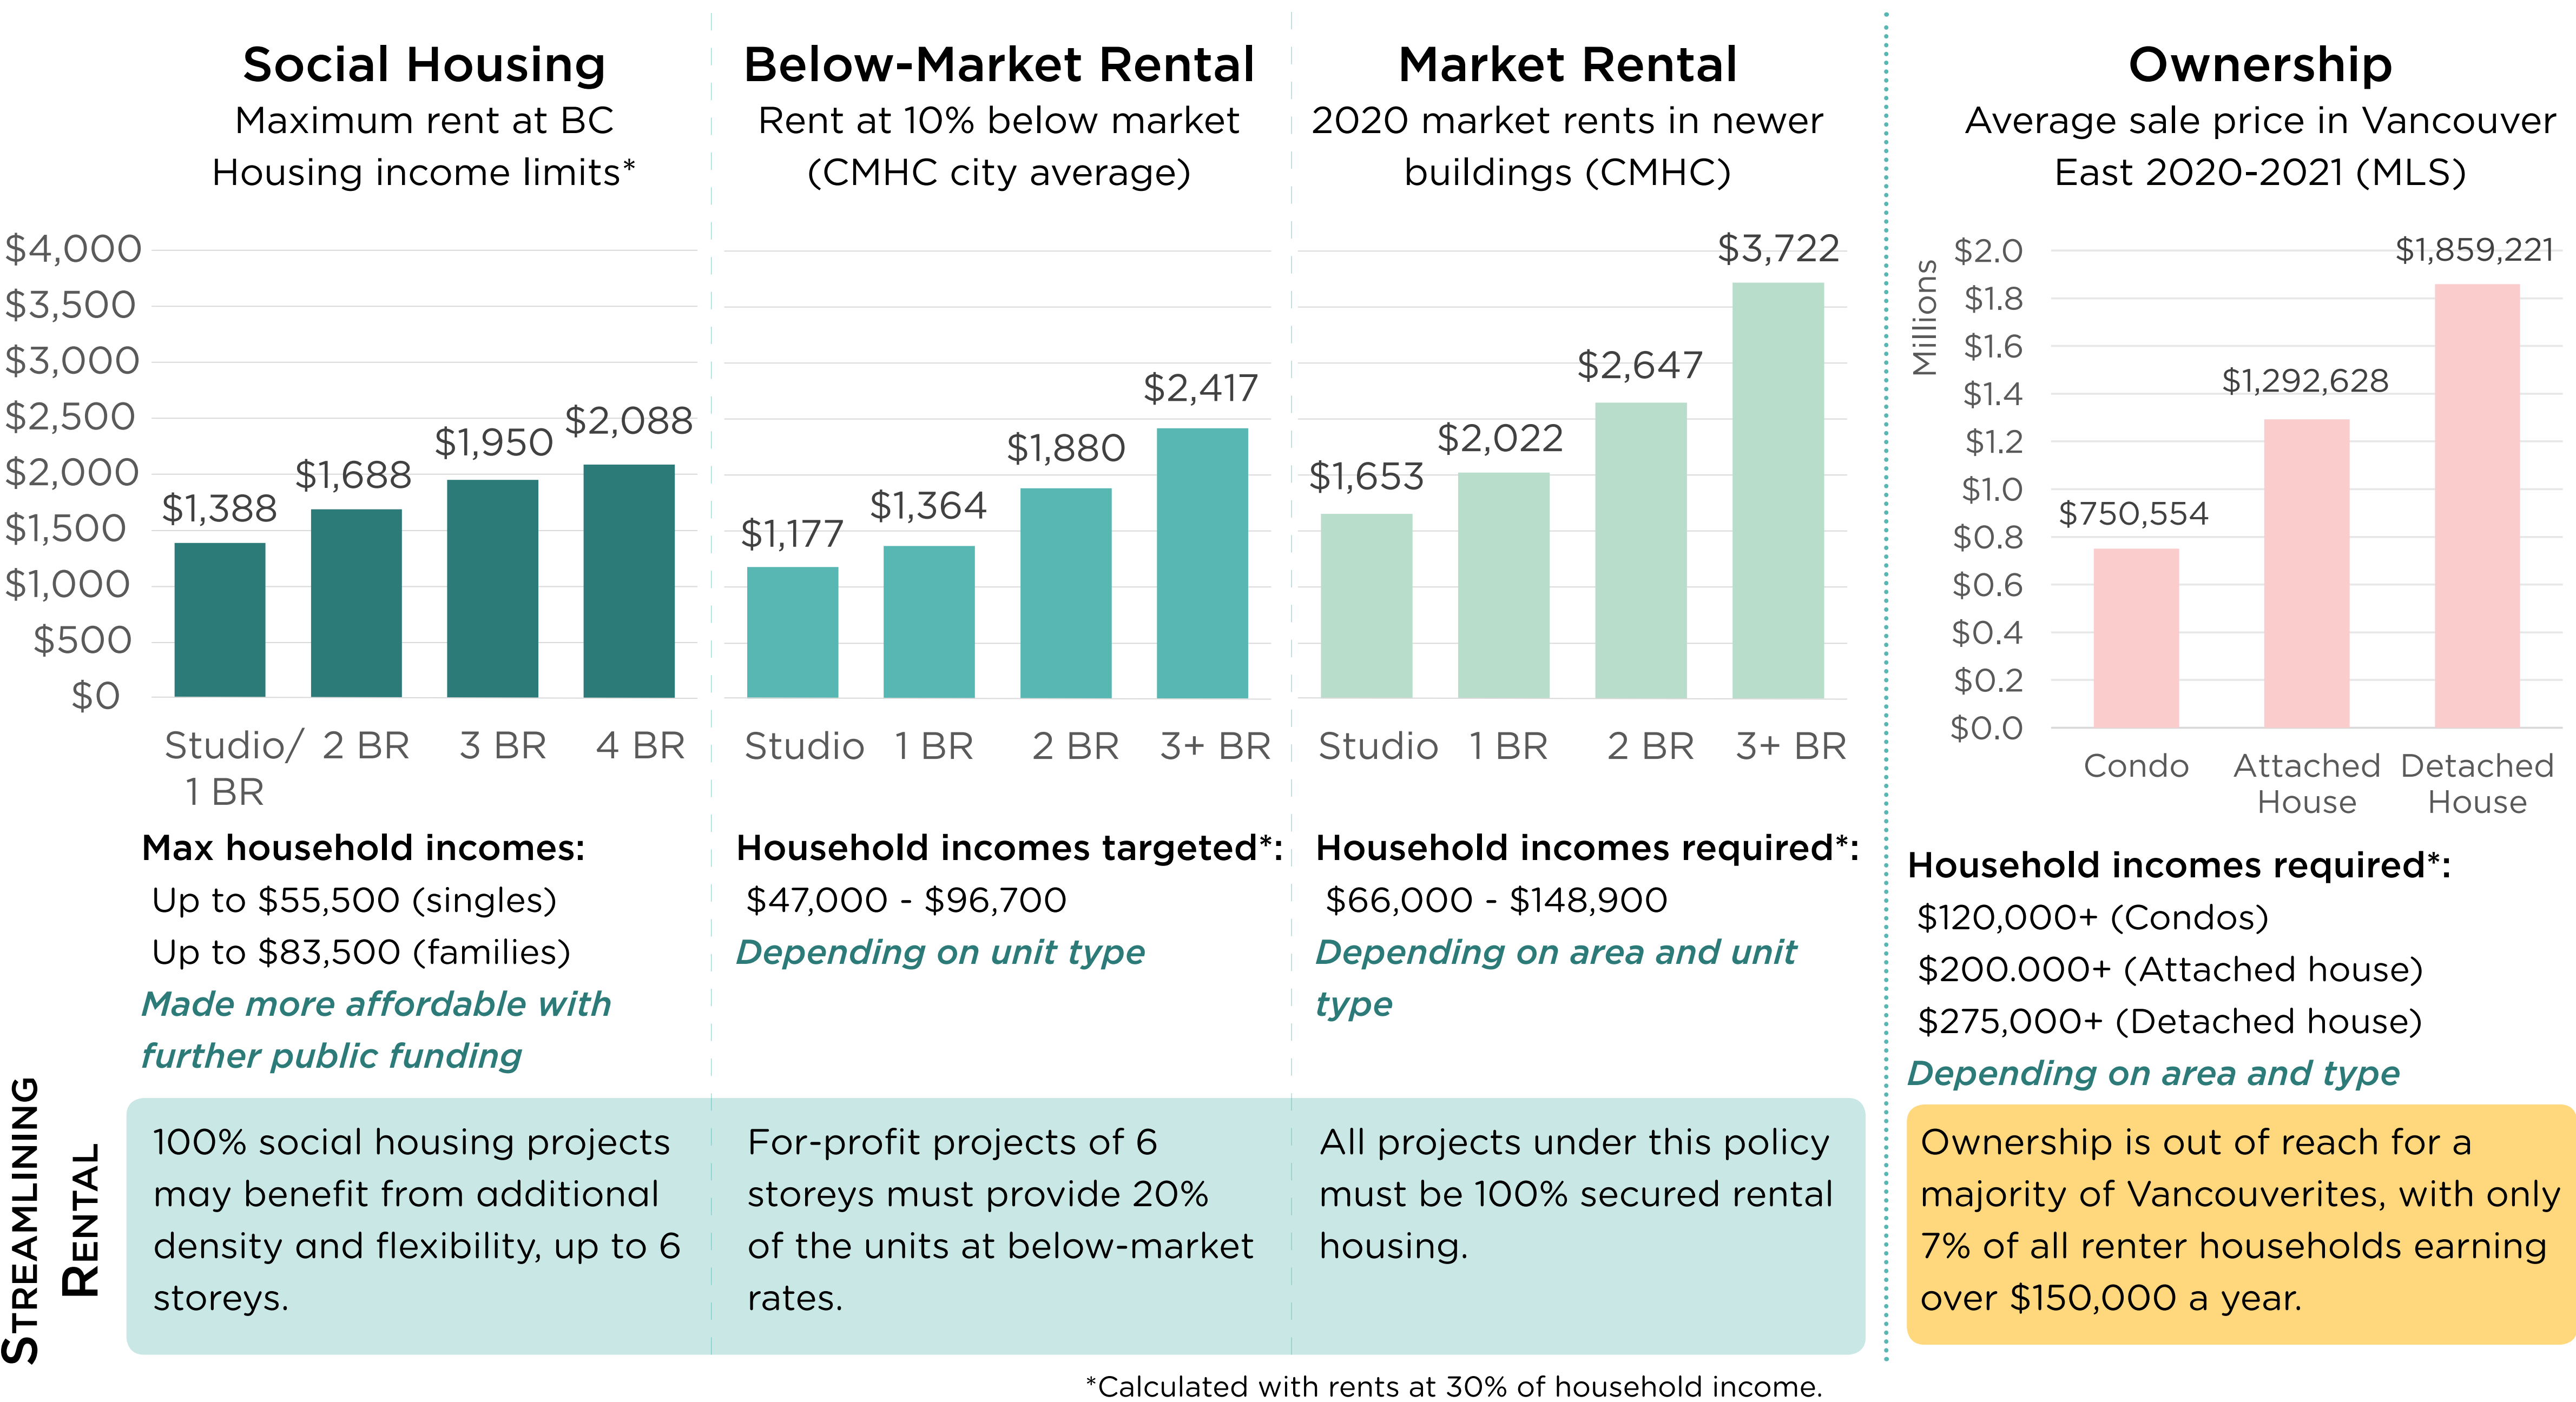 Social Housing
Maximum rent at BC
Housing income limits*
$4,000
$3,500
$3,000
$2,500
$2,000
$1,500
$1,000
$500
$0
$1,388
$1,688
$1,950
$2,088
Studio/
1 BR
2 BR
3 BR
4 BR
Max household incomes:
Up to $55,500 (singles)
Up to $83,500 (families)
Made more affordable with
further public funding
Below-Market Rental
Rent at 10% below market
(CMHC city average)
$1,177
$1,364
$1,880
$2,417
Studio
1 BR
2 BR
3+ BR
Household incomes targeted*:
$47,000 - $96,700
Depending on unit type
Market Rental
2020 market rents in newer
buildings (CMHC)
$1,653
$2,022
$2,647
$3,722
Studio
1 BR
2 BR
3+ BR
Household incomes required*:
$66,000 - $148,900
Depending on area and unit
type
Ownership
Average sale price in Vancouver
East 2020-2021 (MLS)
Millions
$2.0
$1.8
$1.6
$1.4
$1.2
$1.0
$0.8
$0.6
$0.4
$0.2
$0.0
$750,554
$1,292,628
$1,859,221
Condo
Attached
House
Detached
House
Household incomes required*:
$120,000+ (Condos)
$200.000+ (Attached house)
$275,000+ (Detached house)
Depending on area and type
STREAMLINING
RENTAL
100% social housing projects
may benefit from additional
density and flexibility, up to 6
storeys.
For-profit projects of 6
storeys must provide 20%
of the units at below-market
rates.
All projects under this policy
must be 100% secured rental
housing.
Ownership is out of reach for a
majority of Vancouverites, with only
7% of all renter households earning
over $150,000 a year.
*Calculated with rents at 30% of household income.